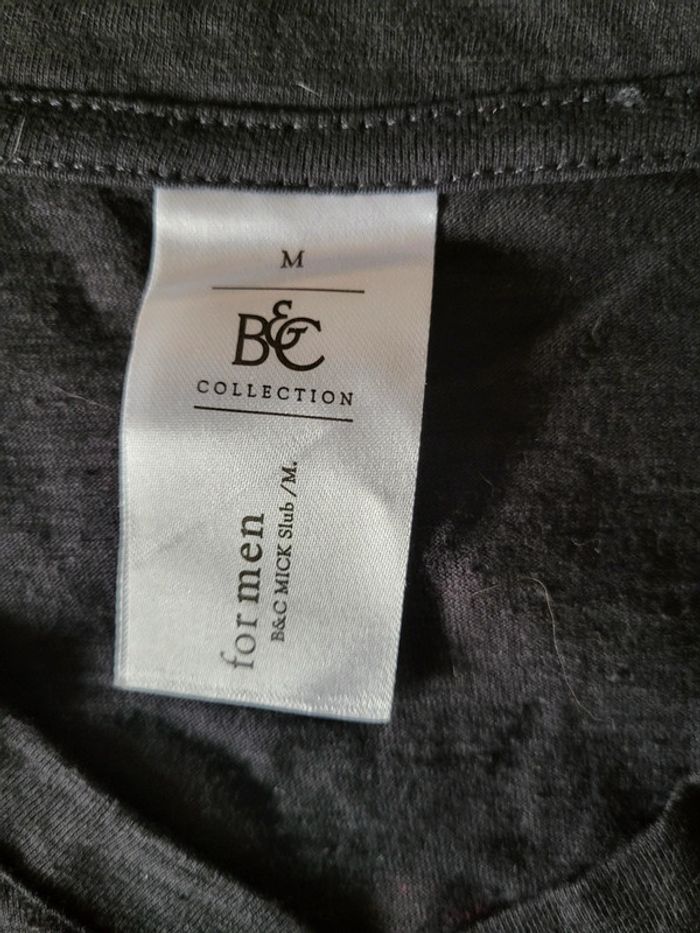 M
B&C
COLLECTION
for men
B&C MICK Slub /M.